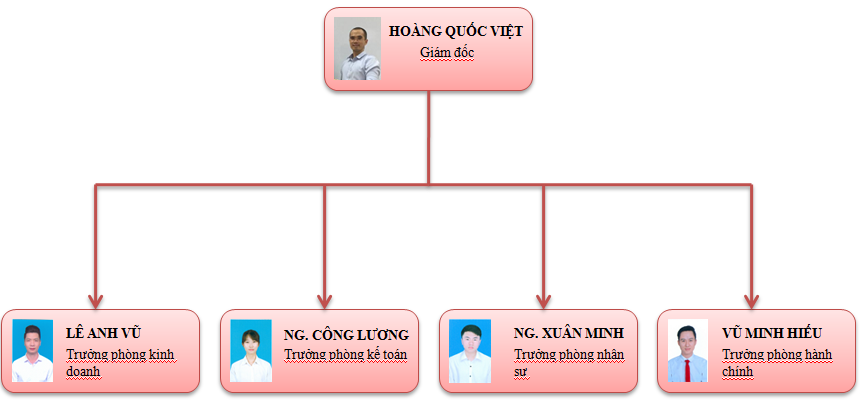 HOÀNG QUỐC VIỆT
Giám đốc
LÊ ANH VŨ
Trưởng phòng kinh
doanh
NG. CÔNG LƯƠNG
Trưởng phòng kế toán
NG. XUÂN MINH
Trưởng phòng nhân
sư
VŨ MINH HIẾU
Trưởng phòng hành
chính